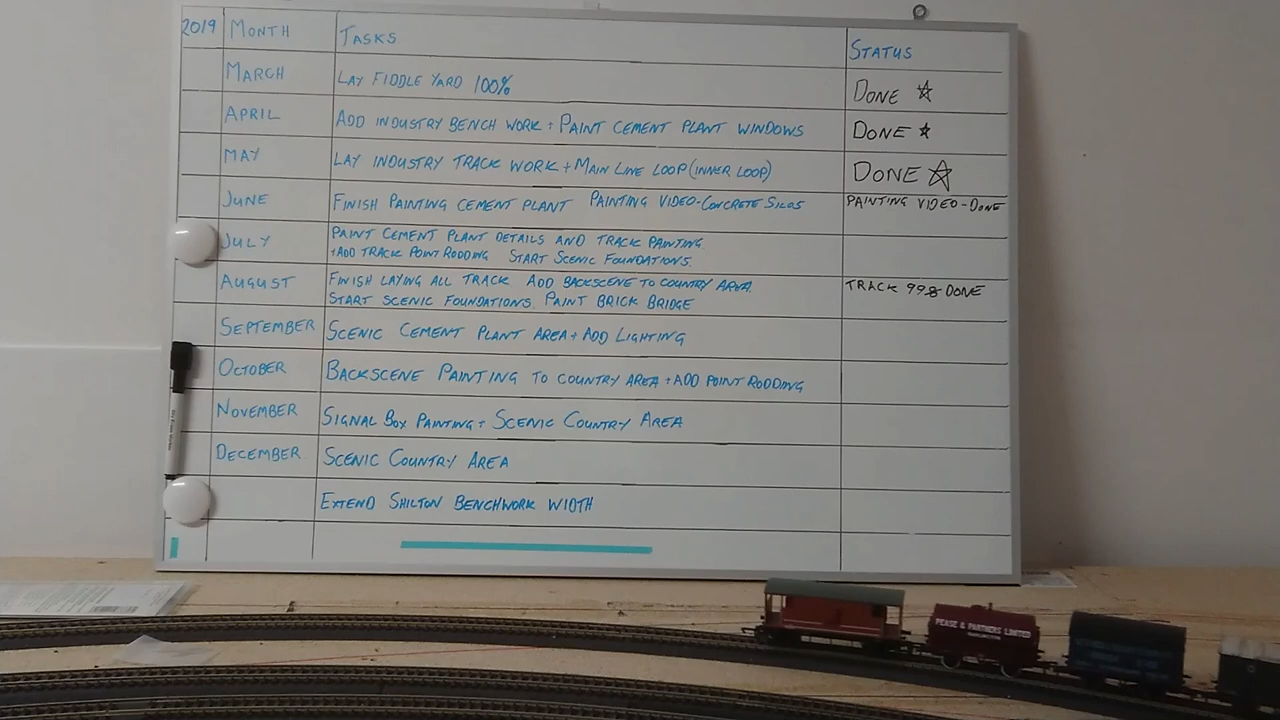 2019 MONTH TASKS STATUS
MARCH LAY FIDDLE YARD 100% DONE
APRIL ADD INDUSTRY BENCH WORK + PAINT CEMENT PLANT WINDOWS DONE
MAY LAY INDUSTRY TRACK WORK + MAIN LINE LOOP (INNER LOOP) DONE
JUNE FINISH PAINTING CEMENT PLANT PAINTING VIDEO-CONCRETE SILOS PAINTING VIDEO-DONE
JULY PAINT CEMENT PLANT DETAILS AND TRACK PAINTING
+ADD TRACK POINT RODDING START SCENIC FOUNDATIONS.
AUGUST FINISH LAYING ALL TRACK ADD BACKSCENE TO COUNTRY AREA. TRACK 99% DONE
START SCENIC FOUNDATIONS. PAINT BRICK BRIDGE
SEPTEMBER SCENIC CEMENT PLANT AREA + ADD LIGHTING
OCTOBER BACKSCENE PAINTING TO COUNTRY AREA + ADD POINT RODDING
NOVEMBER SIGNAL BOX PAINTING + SCENIC COUNTRY AREA
DECEMBER SCENIC COUNTRY AREA
EXTEND SHILTON BENCHWORK WIDTH
PEASE & PARTNERS LIMITED